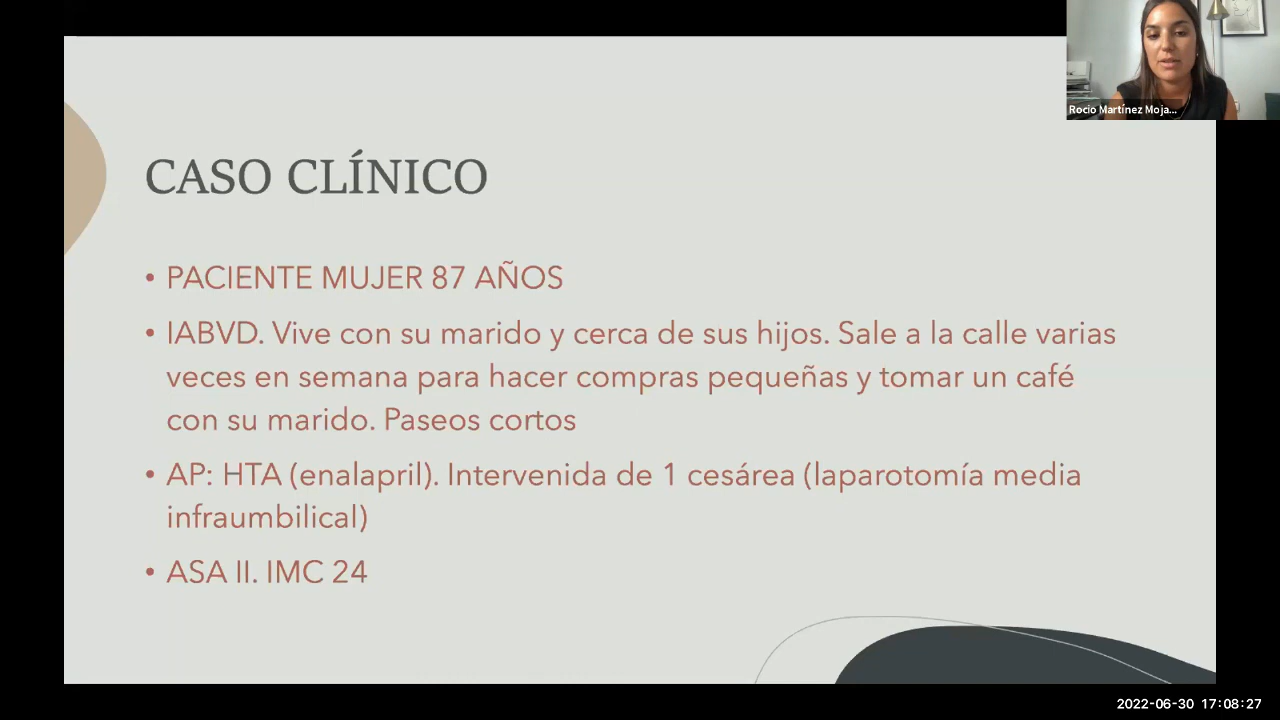 Rocio Martínez Moja...
CASO CLÍNICO
• PACIENTE MUJER 87 AÑOS
• IABVD. Vive con su marido y cerca de sus hijos. Sale a la calle varias
veces en semana para hacer compras pequeñas y tomar un café
con su marido. Paseos cortos
• AP: HTA (enalapril). Intervenida de 1 cesárea (laparotomía media
infraumbilical)
• ASA II. IMC 24
2022-06-30 17:08:27